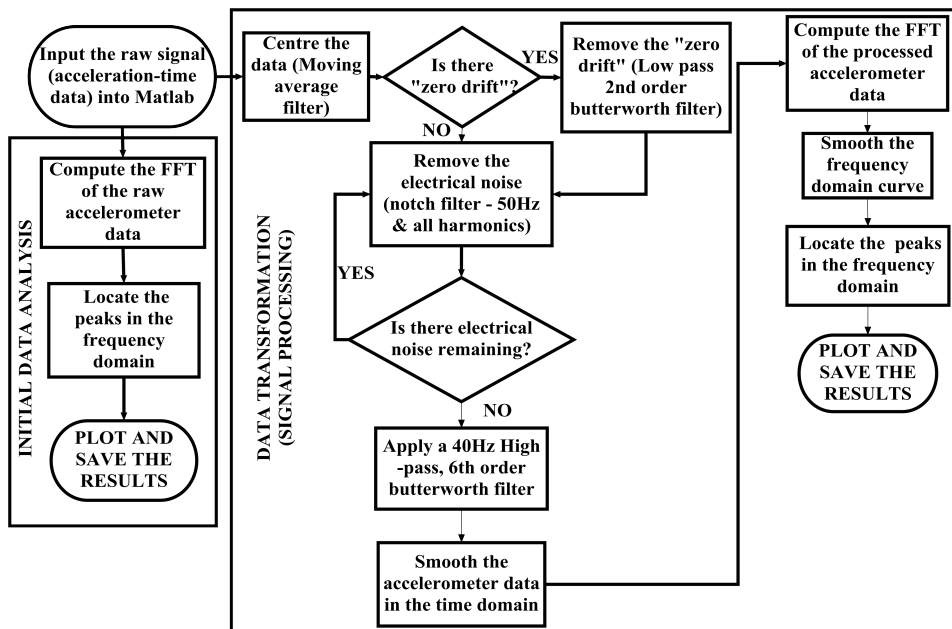 Input the raw signal
(acceleration-time
data) into Matlab
INITIAL DATA ANALYSIS
Compute the FFT
of the raw
accelerometer
data
Locate the
peaks in the
frequency
domain
PLOT AND
SAVE THE
RESULTS
DATA TRANSFORMATION
(SIGNAL PROCESSING)
Centre the
data (Moving
average
filter)
Is there
"zero drift"?
YES
Remove the "zero
drift" (Low pass
2nd order
butterworth filter)
NO
Remove the
electrical noise
(notch filter - 50Hz
& all harmonics)
YES
Is there electrical
noise remaining?
NO
Apply a 40Hz High
-pass, 6th order
butterworth filter
Smooth the
accelerometer data
in the time domain
Compute the FFT
of the processed
accelerometer
data
Smooth the
frequency
domain curve
Locate the peaks
in the frequency
domain
PLOT AND
SAVE THE
RESULTS